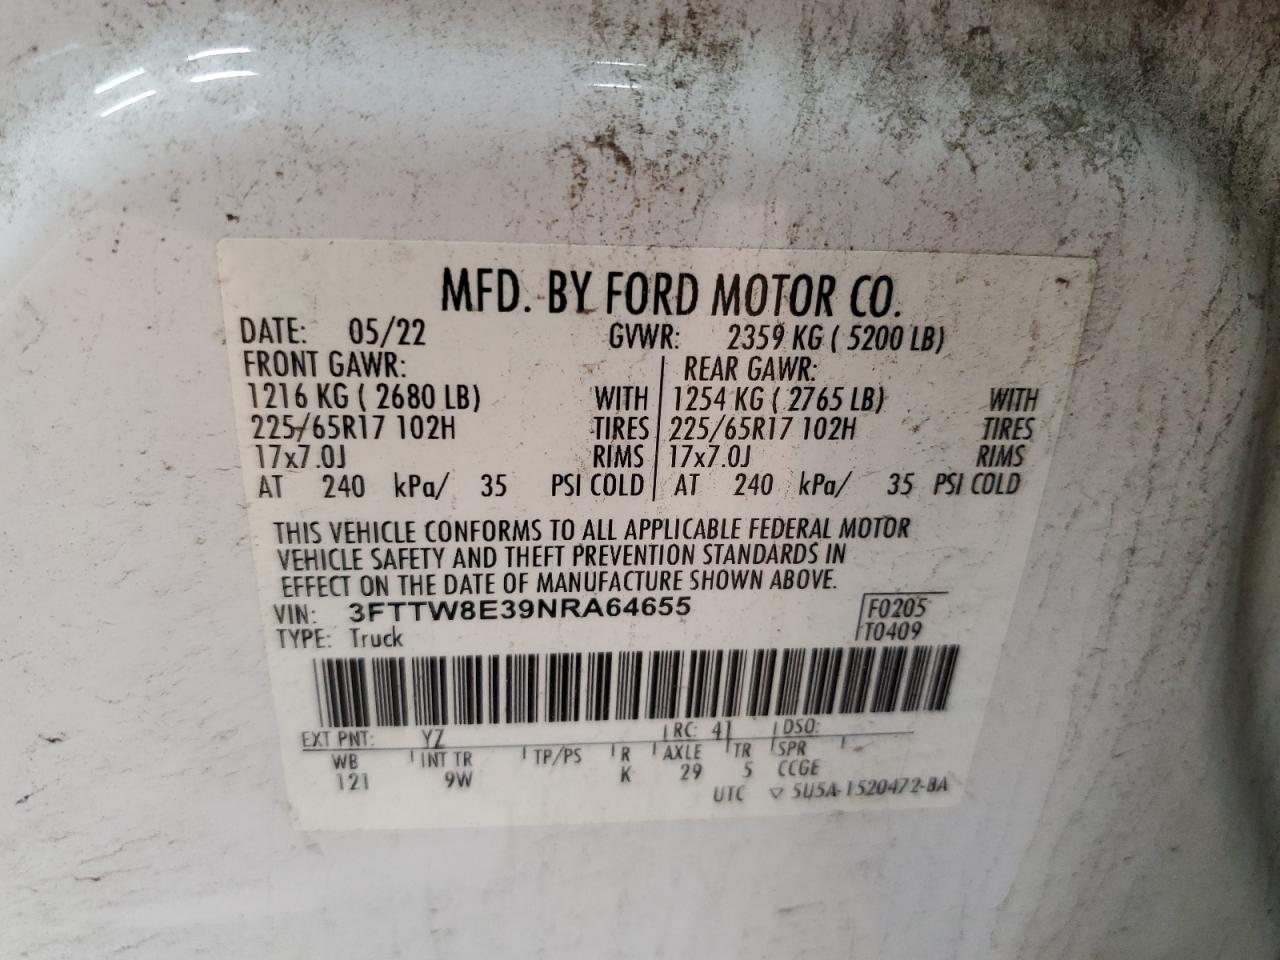 MFD. BY FORD MOTOR CO.
DATE: 05/22 GVWR: 2359 KG ( 5200 LB)
FRONT GAWR: REAR GAWR:
1216 KG ( 2680 LB) WITH 1254 KG ( 2765 LB) WITH
225/65R17 102H TIRES 225/65R17 102H TIRES
17x7.0J RIMS 17x7.0J RIMS
AT 240 kPa/ 35 PSI COLD AT 240 kPa/ 35 PSI COLD
THIS VEHICLE CONFORMS TO ALL APPLICABLE FEDERAL MOTOR
VEHICLE SAFETY AND THEFT PREVENTION STANDARDS IN
EFFECT ON THE DATE OF MANUFACTURE SHOWN ABOVE.
VIN: 3FTTW8E39NRA64655 F0205
TYPE: Truck T0409
EXT PNT: YZ RC: 41 DSO:
WB INT TR TP/PS R AXLE TR SPR
121 9W K 29 5 CCGE
UTC ▽ 5U5A-1520472-BA